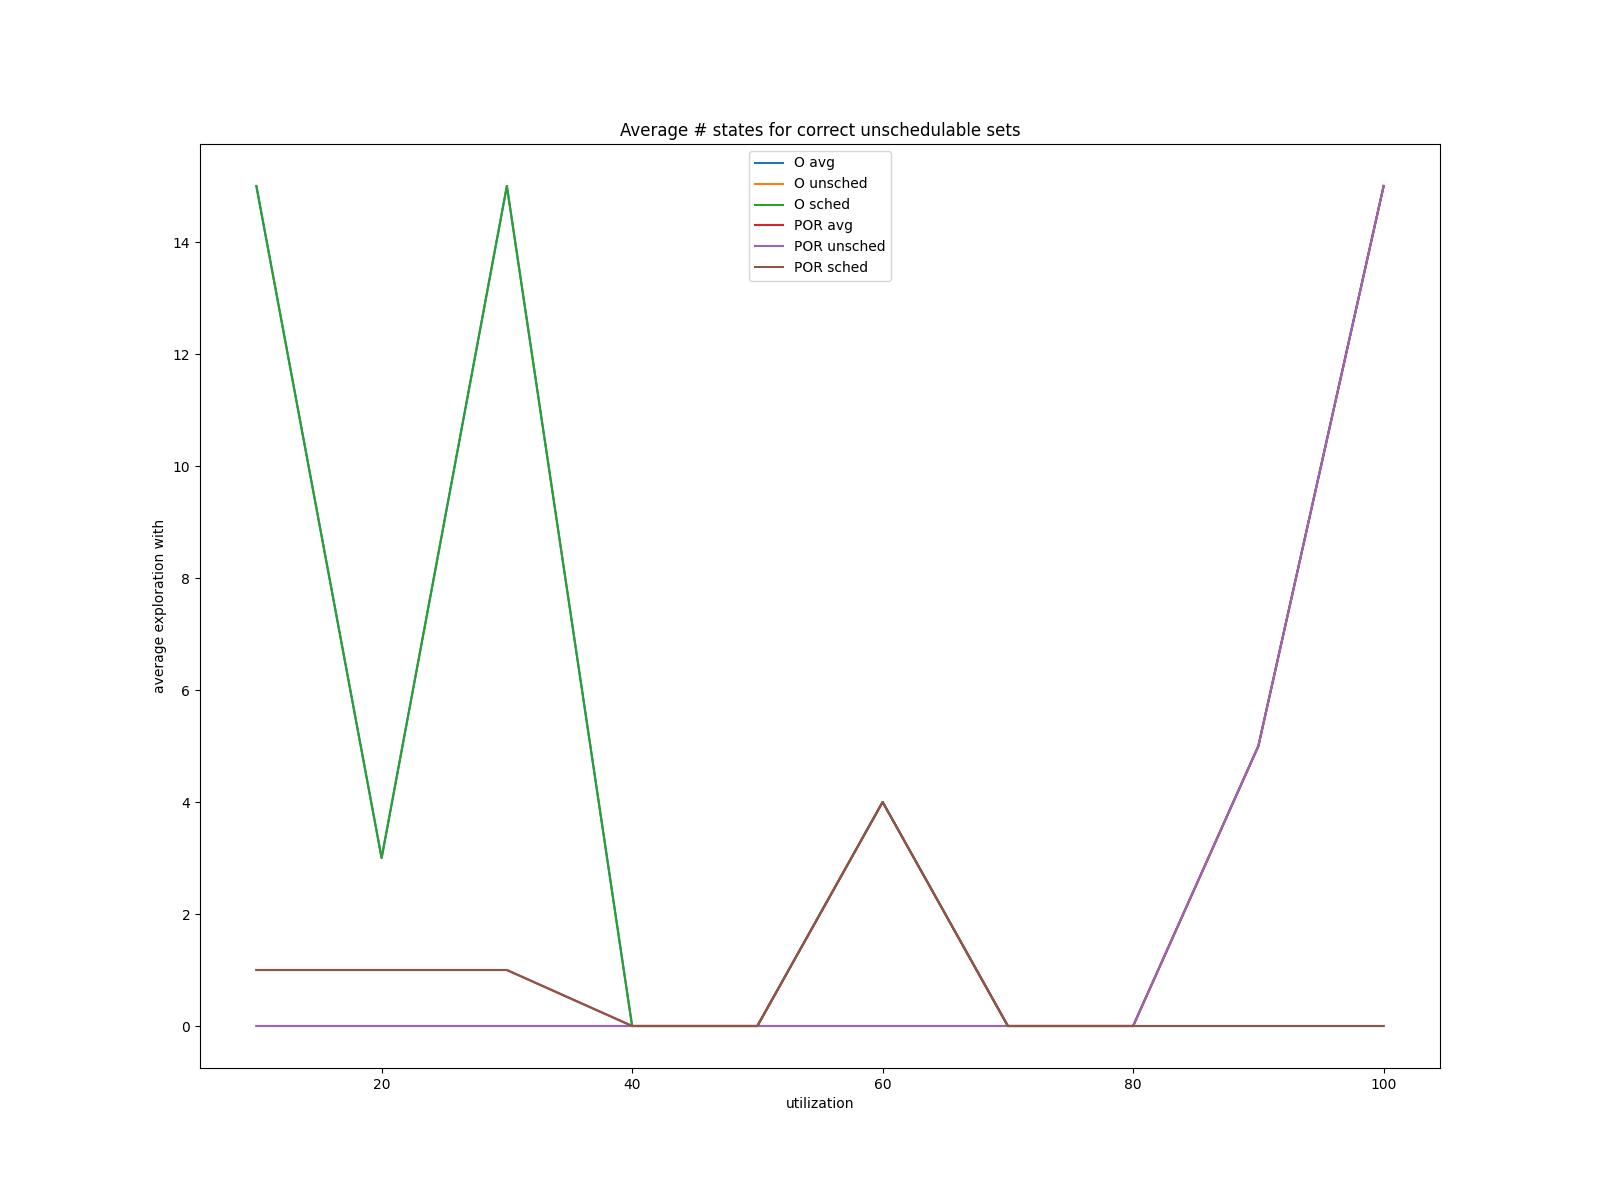 Average # states for correct unschedulable sets
O avg
O unsched
O sched
POR avg
POR unsched
POR sched
average exploration with
14
12
10
8
6
4
2
0
20 40 60 80 100
utilization